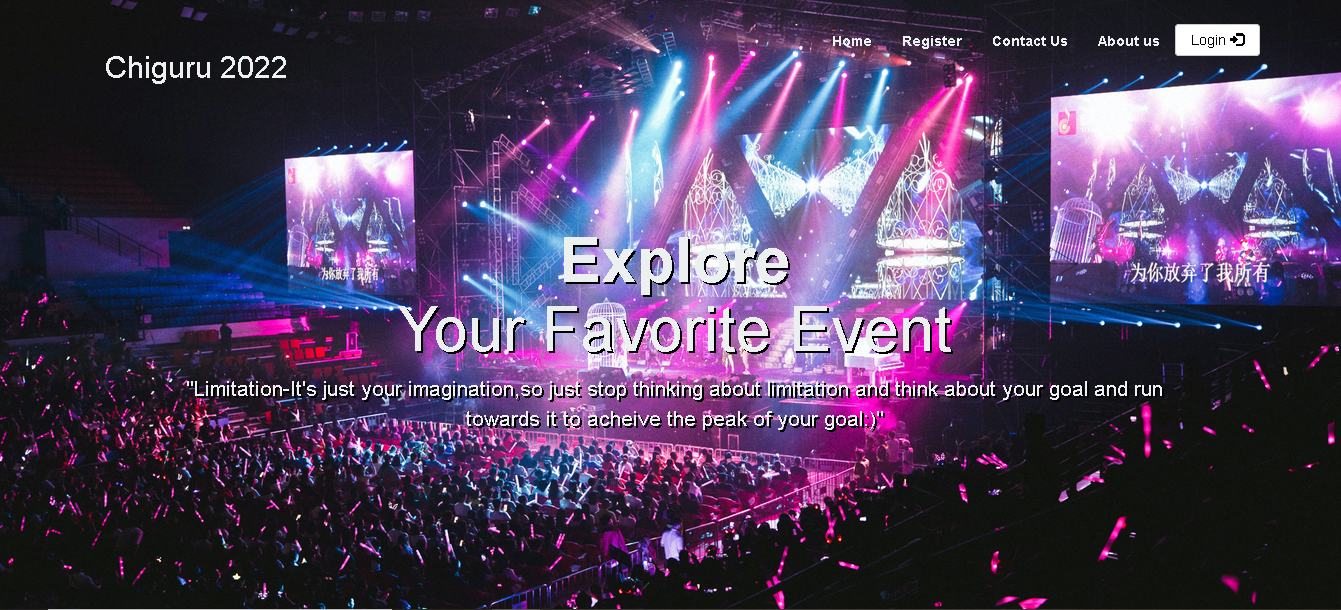 Home Register Contact Us About us Login
Chiguru 2022
Explore
Your Favorite Event
为你放弃了我所有
为你放弃了我所有
"Limitation-It's just your imagination,so just stop thinking about limitation and think about your goal and run
towards it to acheive the peak of your goal:)"